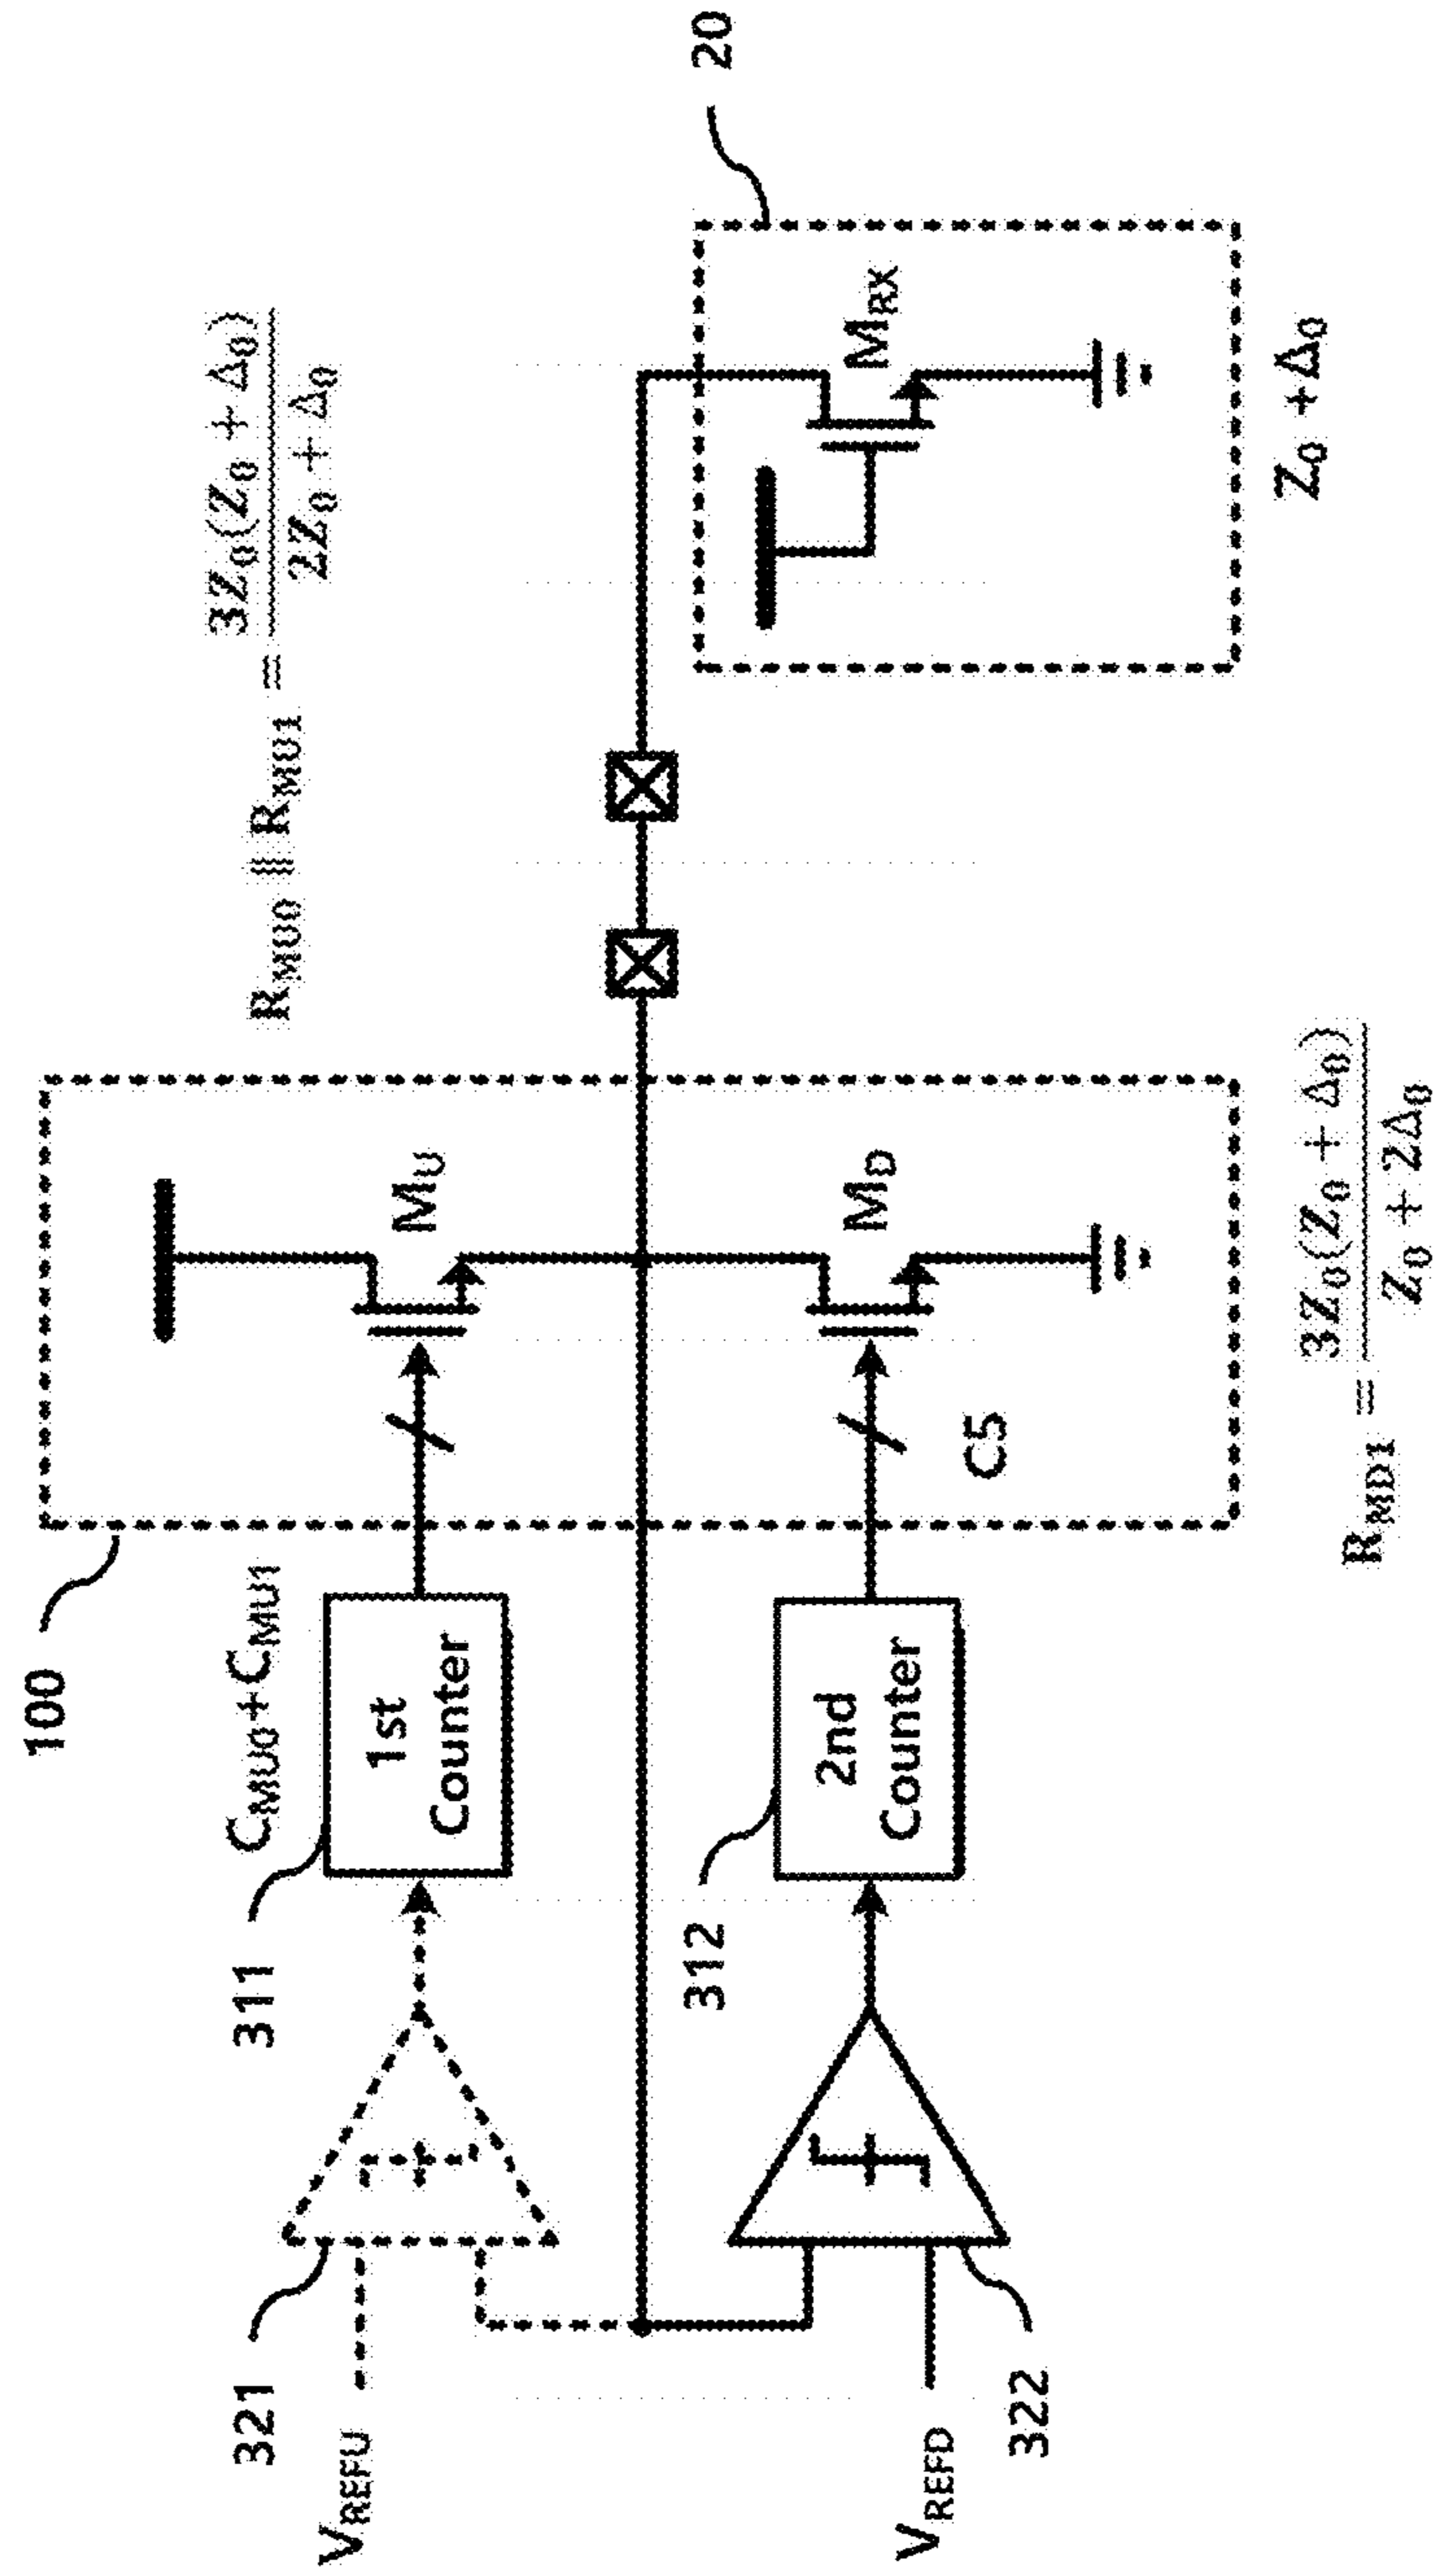 100
C_MU0+C_MU1
R_MU0 ∥ R_MU1 = 3Z_0(Z_0 + Δ_0) / 2Z_0 + Δ_0
321
311
V_REFU
1st
Counter
M_U
20
312
V_REFD
322
2nd
Counter
C5
M_D
M_RX
Z_0 +Δ_0
R_MD1 = 3Z_0(Z_0 + Δ_0) / Z_0 + 2Δ_0